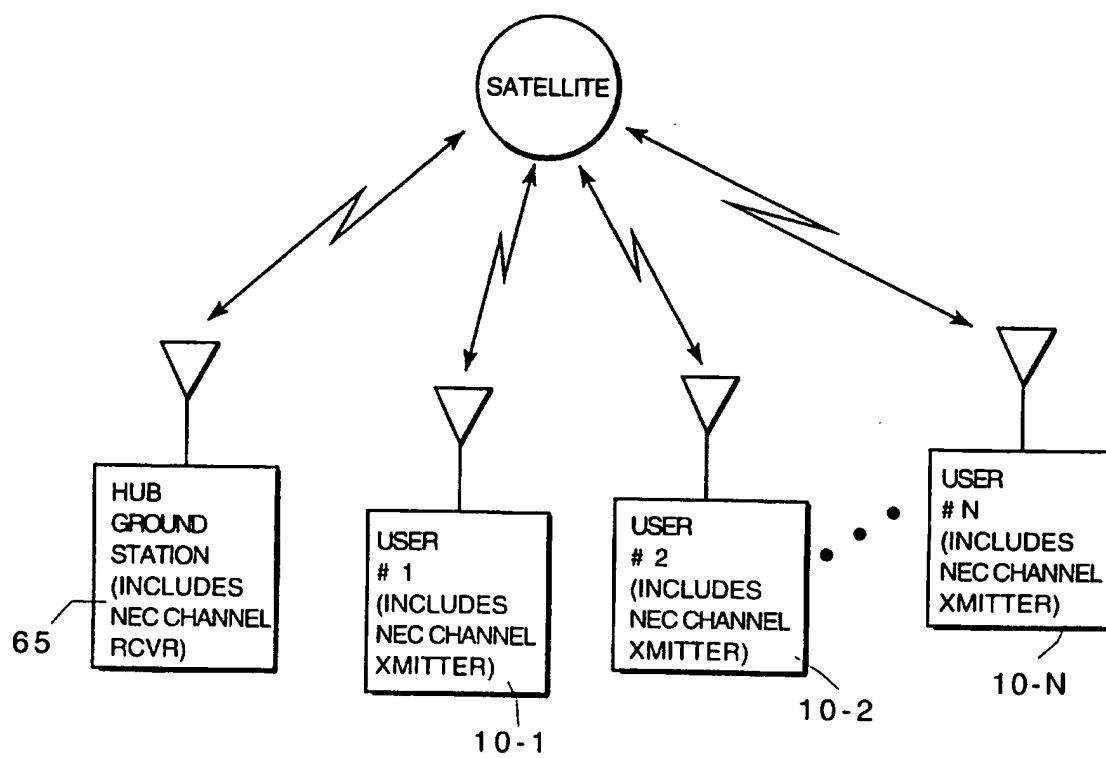 SATELLITE
HUB
GROUND
STATION
(INCLUDES
NEC CHANNEL
RCVR)
65
USER
# 1
(INCLUDES
NEC CHANNEL
XMITTER)
10-1
USER
# 2
(INCLUDES
NEC CHANNEL
XMITTER)
10-2
USER
# N
(INCLUDES
NEC CHANNEL
XMITTER)
10-N